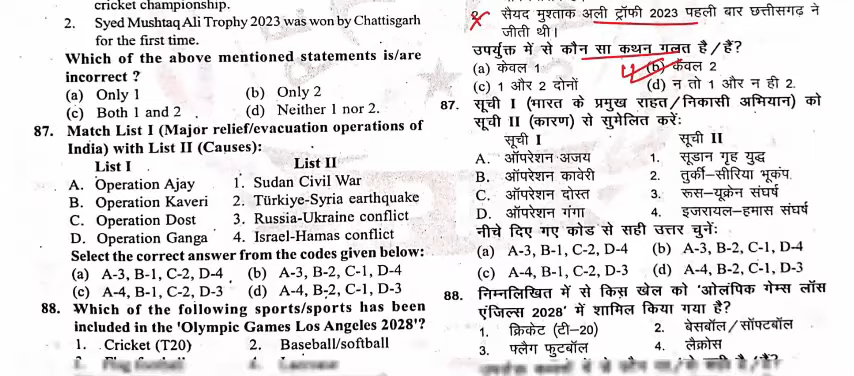 cricket championship.
2. Syed Mushtaq Ali Trophy 2023 was won by Chattisgarh
for the first time.
Which of the above mentioned statements is/are
incorrect ?
(a) Only 1 (b) Only 2
(c) Both 1 and 2 . (d) Neither 1 nor 2.
87. Match List I (Major relief/evacuation operations of
India) with List II (Causes):
List I List II
A. Operation Ajay 1. Sudan Civil War
B. Operation Kaveri 2. Türkiye-Syria earthquake
C. Operation Dost 3. Russia-Ukraine conflict
D. Operation Ganga 4. Israel-Hamas conflict
Select the correct answer from the codes given below:
(a) A-3, B-1, C-2, D-4 (b) A-3, B-2, C-1, D-4
(c) A-4, B-1, C-2, D-3 (d) A-4, B-2, C-1, D-3
88. Which of the following sports/sports has been
included in the 'Olympic Games Los Angeles 2028'?
1. Cricket (T20) 2. Baseball/softball
3. Flag football 4. Lacrosse
सैयद मुश्ताक अली ट्रॉफी 2023 पहली बार छत्तीसगढ़ ने
जीती थी।
उपर्युक्त में से कौन सा कथन गलत है/हैं?
(a) केवल 1 (b) केवल 2
(c) 1 और 2 दोनों (d) न तो 1 और न ही 2.
87. सूची I (भारत के प्रमुख राहत/निकासी अभियान) को
सूची II (कारण) से सुमेलित करें:
सूची I सूची II
A. ऑपरेशन अजय 1. सूडान गृह युद्ध
B. ऑपरेशन कावेरी 2. तुर्की-सीरिया भूकंप
C. ऑपरेशन दोस्त 3. रूस-यूक्रेन संघर्ष
D. ऑपरेशन गंगा 4. इजरायल-हमास संघर्ष
नीचे दिए गए कोड से सही उत्तर चुनें:
(a) A-3, B-1, C-2, D-4 (b) A-3, B-2, C-1, D-4
(c) A-4, B-1, C-2, D-3 (d) A-4, B-2, C-1, D-3
88. निम्नलिखित में से किस खेल को 'ओलंपिक गेम्स लॉस
एंजिल्स 2028' में शामिल किया गया है?
1. क्रिकेट (टी-20) 2. बेसबॉल/सॉफ्टबॉल
3. फ्लैग फुटबॉल 4. लैक्रोस